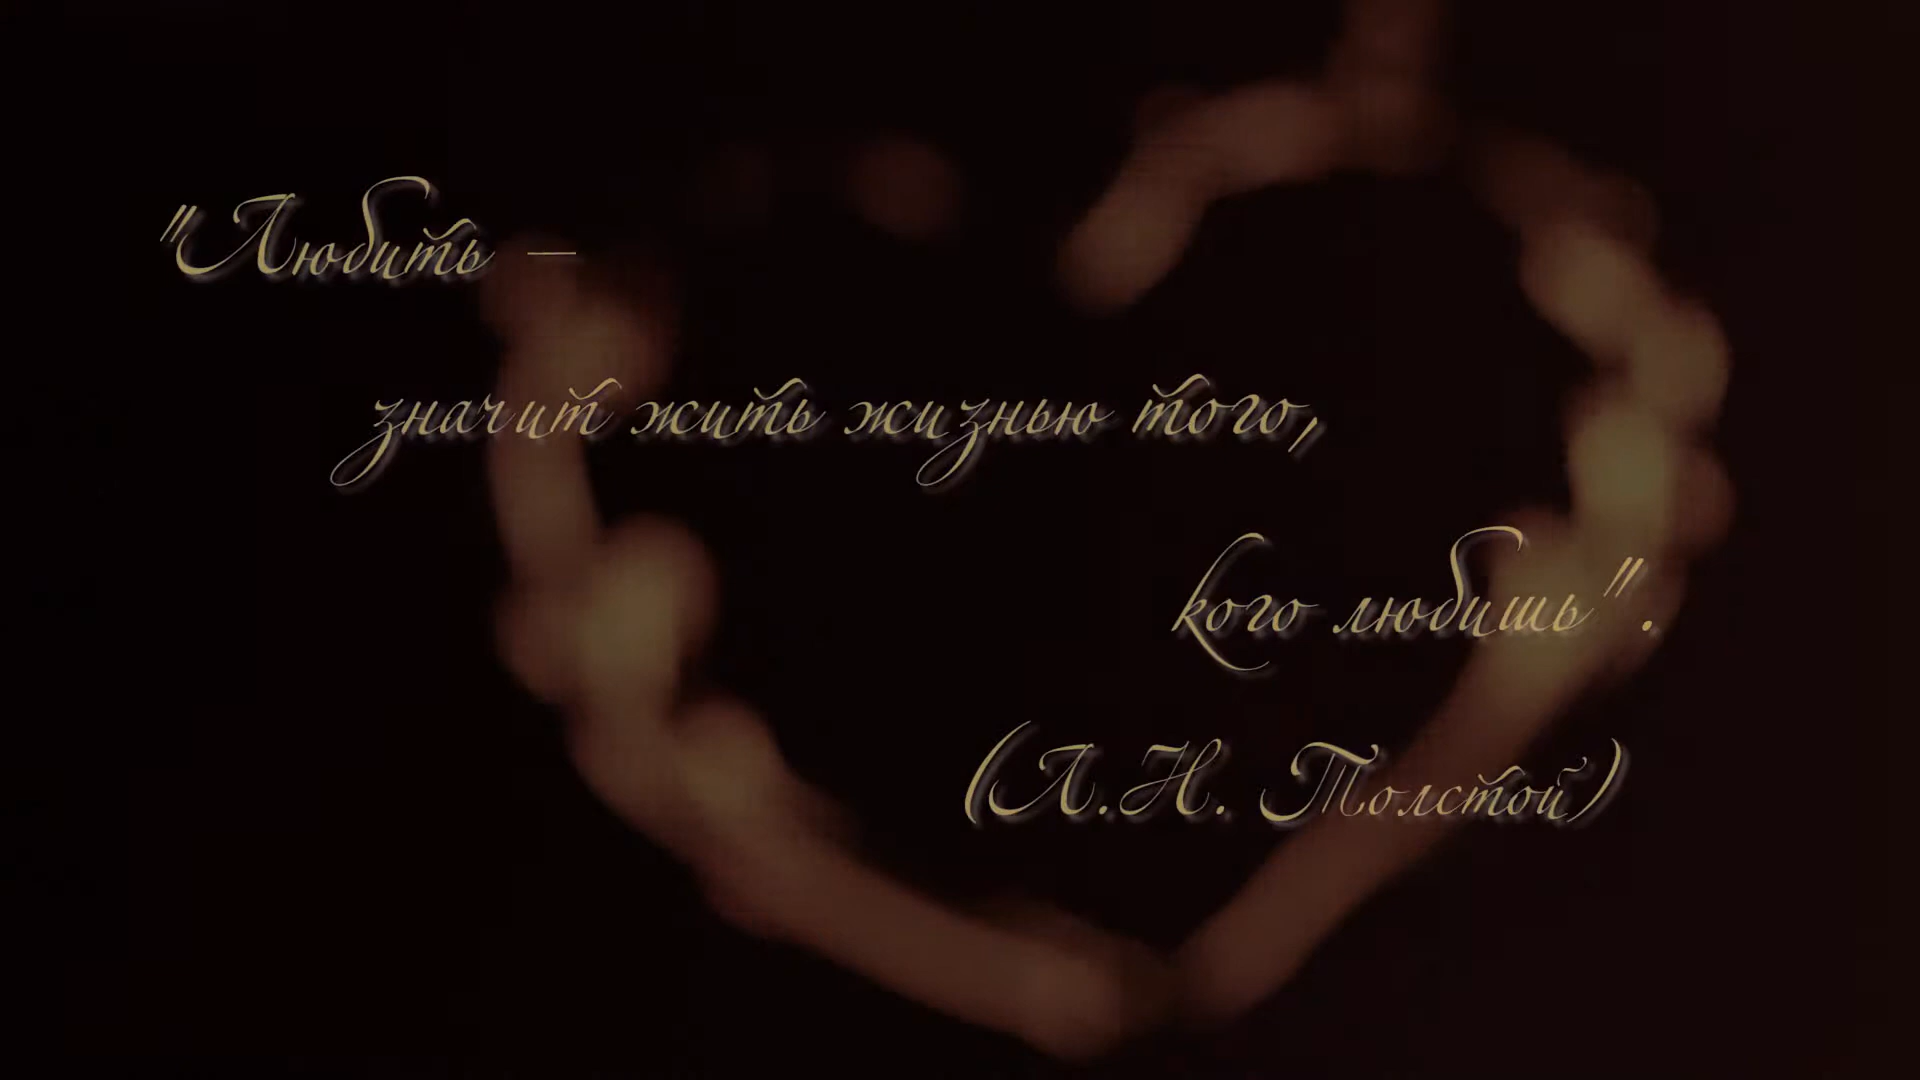 "Любить –
значит жить жизнью того,
кого любишь".
(Л.Н. Толстой)